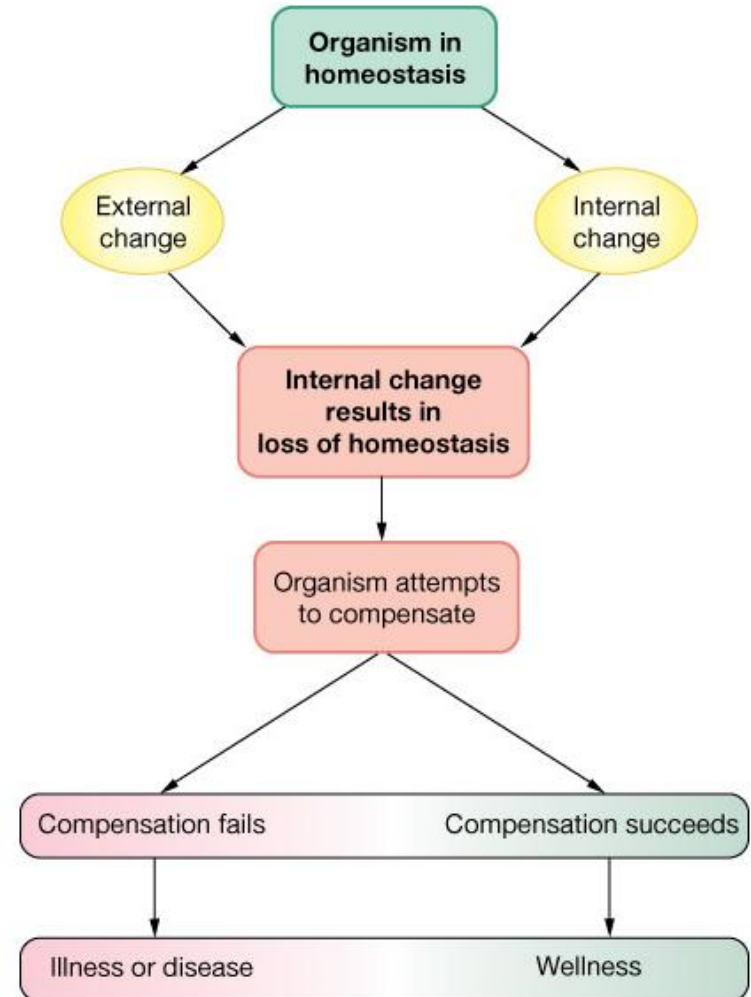 Organism in
homeostasis
External
change
Internal
change
Internal change
results in
loss of homeostasis
Organism attempts
to compensate
Compensation fails
Compensation succeeds
Illness or disease
Wellness